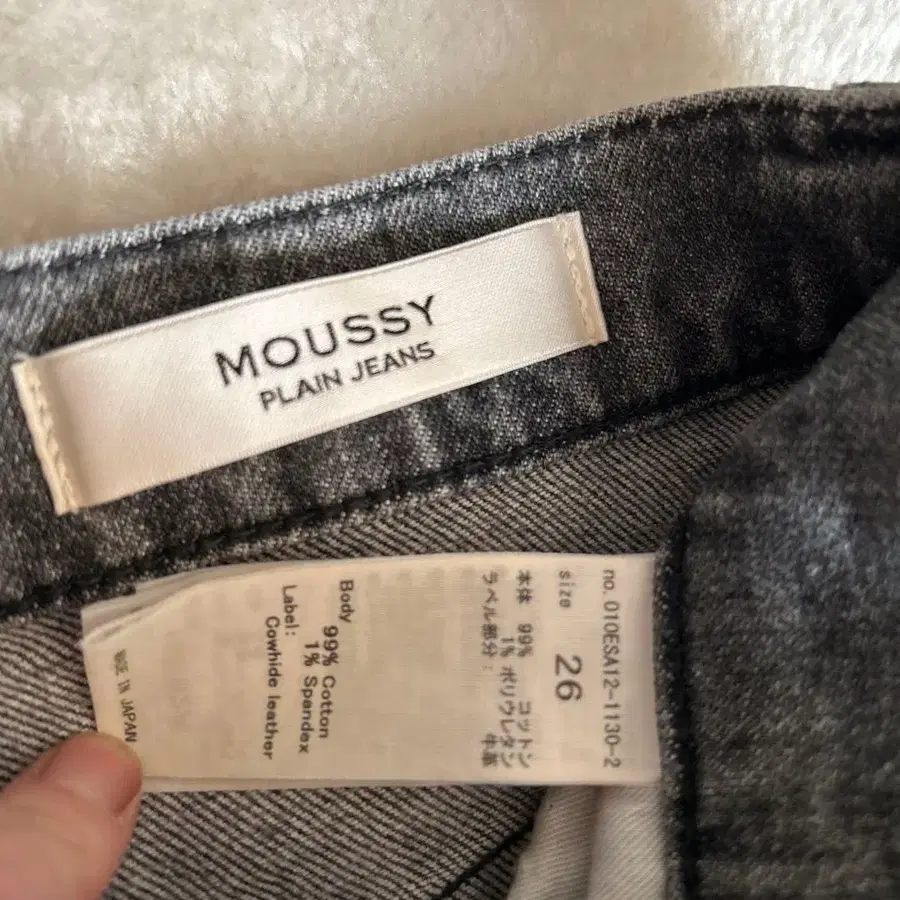 MOUSSY
PLAIN JEANS
no. 010ESA12-1130-2
size 26
本体 99% コットン
1% ポリウレタン
ラベル部分: 牛革
Body
99% Cotton
1% Spandex
Label:
Cowhide leather
MADE IN JAPAN